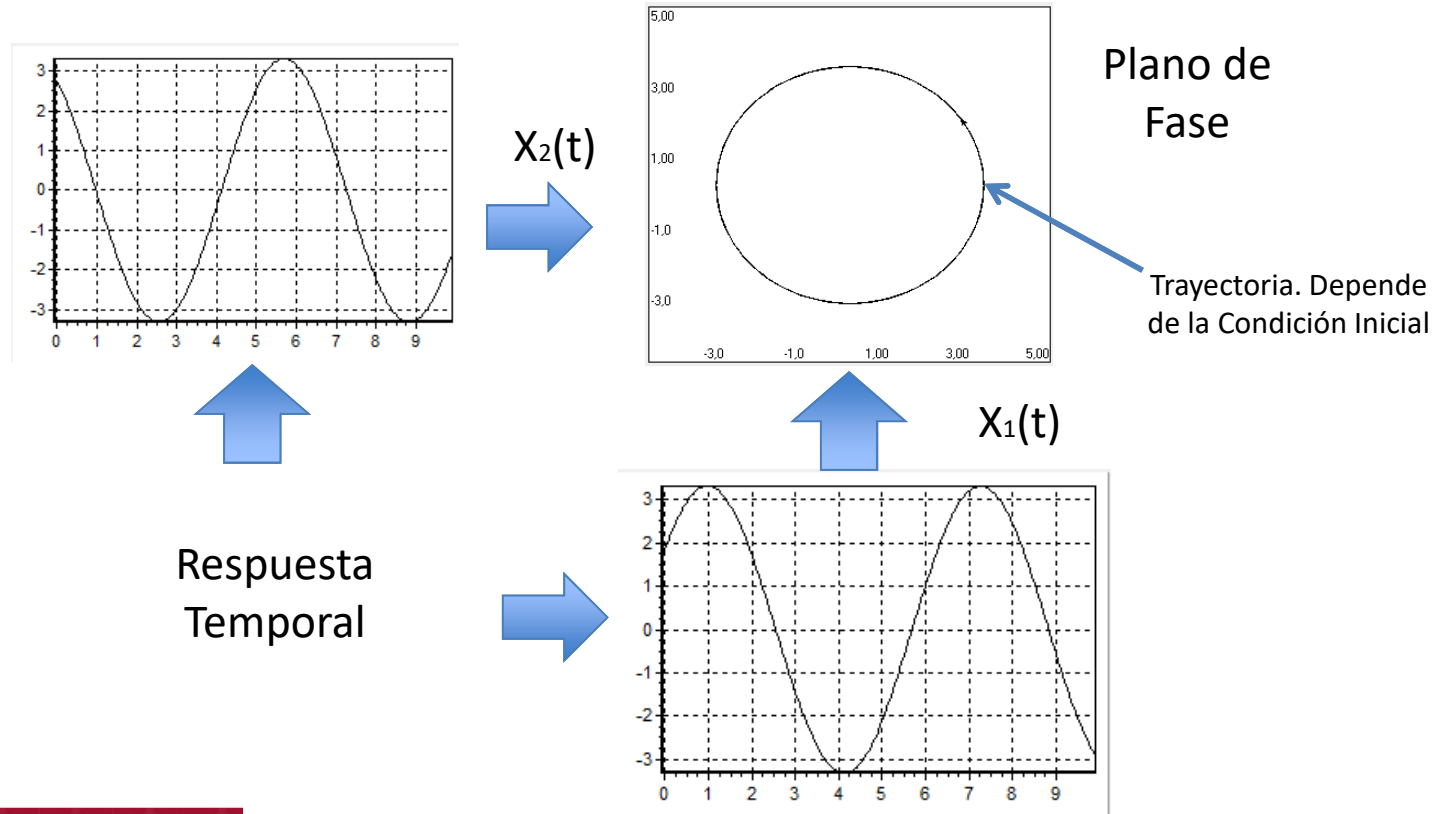 3
2
1
0
-1
-2
-3
0 1 2 3 4 5 6 7 8 9
X2(t)
5,00
3,00
1,00
-1,0
-3,0
-3,0 -1,0 1,00 3,00 5,00
Plano de
Fase
Trayectoria. Depende
de la Condición Inicial
X1(t)
Respuesta
Temporal
3
2
1
0
-1
-2
-3
0 1 2 3 4 5 6 7 8 9